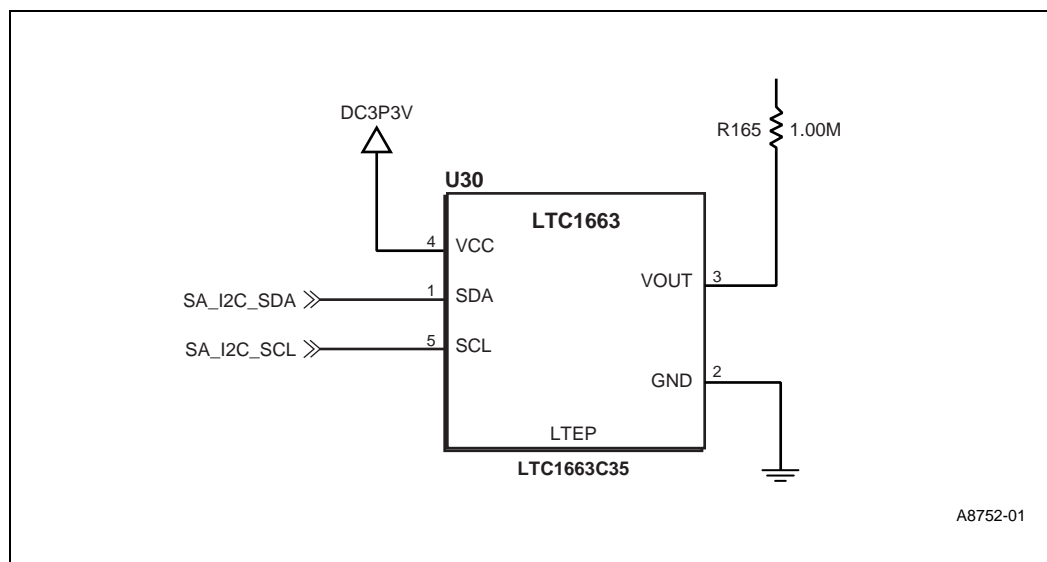 DC3P3V
R165 1.00M
U30
LTC1663
4 VCC
VOUT 3
SA_I2C_SDA 1 SDA
SA_I2C_SCL 5 SCL
GND 2
LTEP
LTC1663C35
A8752-01